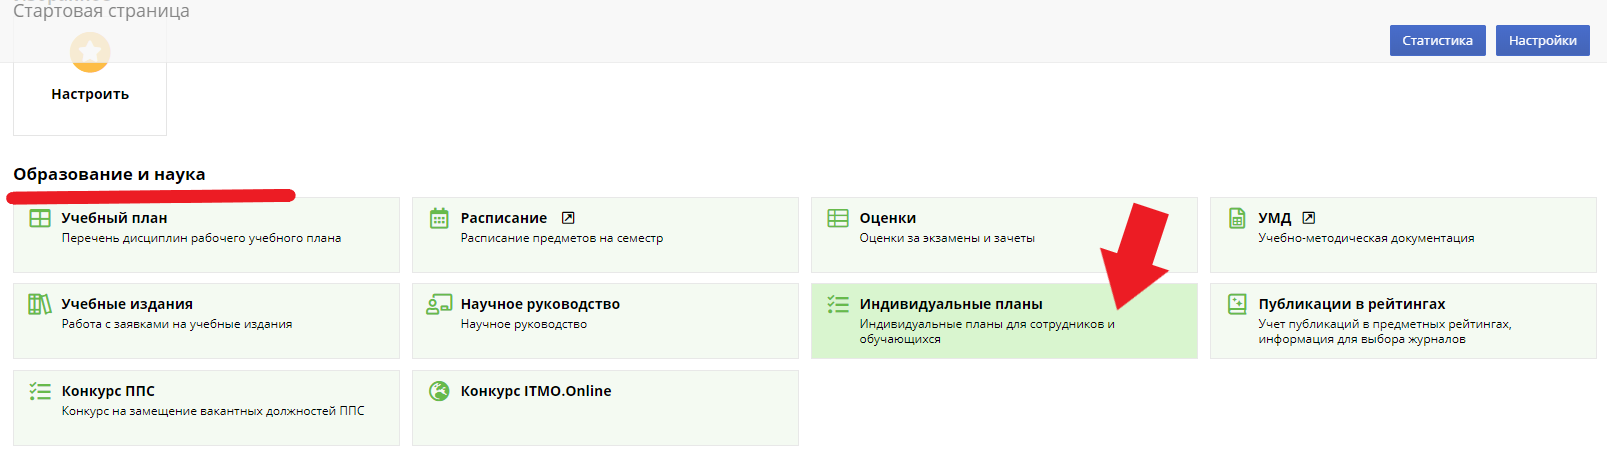 Стартовая страница
Статистика
Настройки
Настроить
Образование и наука
Учебный план
Перечень дисциплин рабочего учебного плана
Расписание
Расписание предметов на семестр
Оценки
Оценки за экзамены и зачеты
УМД
Учебно-методическая документация
Учебные издания
Работа с заявками на учебные издания
Научное руководство
Научное руководство
Индивидуальные планы
Индивидуальные планы для сотрудников и
обучающихся
Публикации в рейтингах
Учет публикаций в предметных рейтингах,
информация для выбора журналов
Конкурс ППС
Конкурс на замещение вакантных должностей ППС
Конкурс ITMO.Online